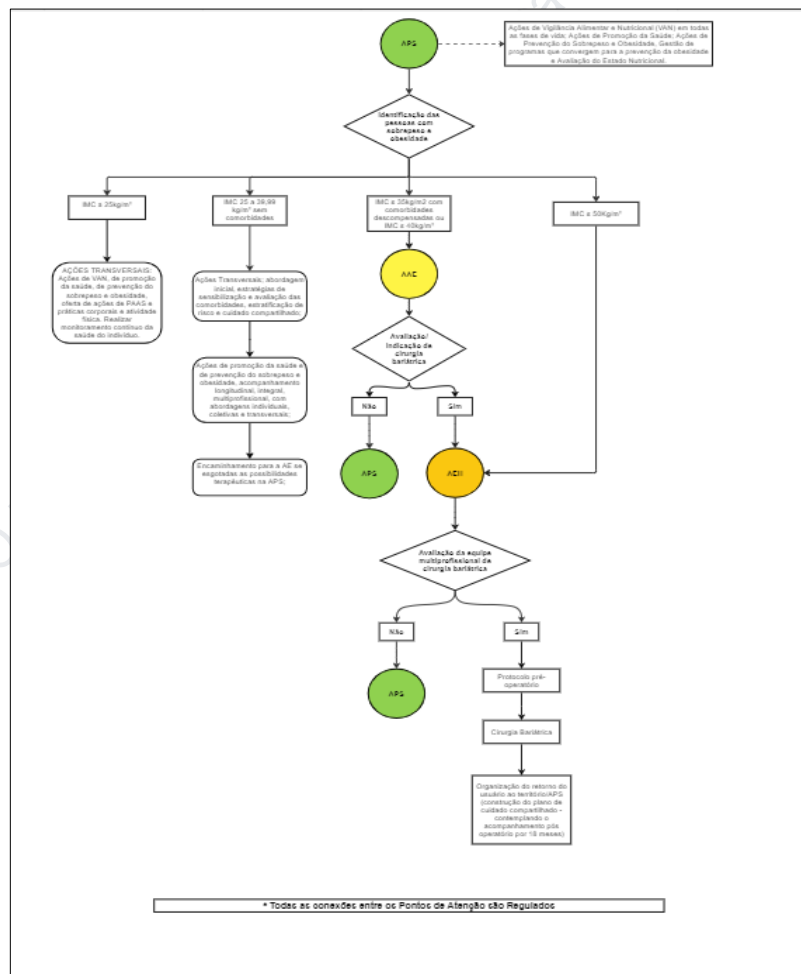 APS
Ações de Vigilância Alimentar e Nutricional (VAN) em todas
as fases de vida; Ações de Promoção da Saúde; Ações de
Prevenção do Sobrepeso e Obesidade, Gestão de
programas que convergem para a prevenção da obesidade
e Avaliação do Estado Nutricional.
Identificação das
pessoas com
sobrepeso e
obesidade
IMC ≤ 25kg/m²
IMC 25 a 39,99
kg/m² sem
comorbidades
IMC ≥ 35kg/m2 com
comorbidades
descompensadas ou
IMC ≥ 40kg/m²
IMC ≥ 50Kg/m²
AÇÕES TRANSVERSAIS:
Ações de VAN, de promoção
da saúde, de prevenção do
sobrepeso e obesidade,
oferta de ações de PAAS e
práticas corporais e atividade
física. Realizar
monitoramento contínuo da
saúde do indivíduo.
Ações Transversais; abordagem
inicial, estratégias de
sensibilização e avaliação das
comorbidades, estratificação de
risco e cuidado compartilhado;
Ações de promoção da saúde e
de prevenção do sobrepeso e
obesidade, acompanhamento
longitudinal, integral,
multiprofissional, com
abordagens individuais,
coletivas e transversais;
Encaminhamento para a AE se
esgotadas as possibilidades
terapêuticas na APS;
AAE
Avaliação/
indicação de
cirurgia
bariátrica
Não
Sim
APS
AEH
Avaliação da equipe
multiprofissional de
cirurgia bariátrica
Não
Sim
APS
Protocolo pré-
operatório
Cirurgia Bariátrica
Organização do retorno do
usuário ao território/APS
(construção do plano de
cuidado compartilhado -
contemplando o
acompanhamento pós
operatório por 18 meses)
* Todas as conexões entre os Pontos de Atenção são Regulados